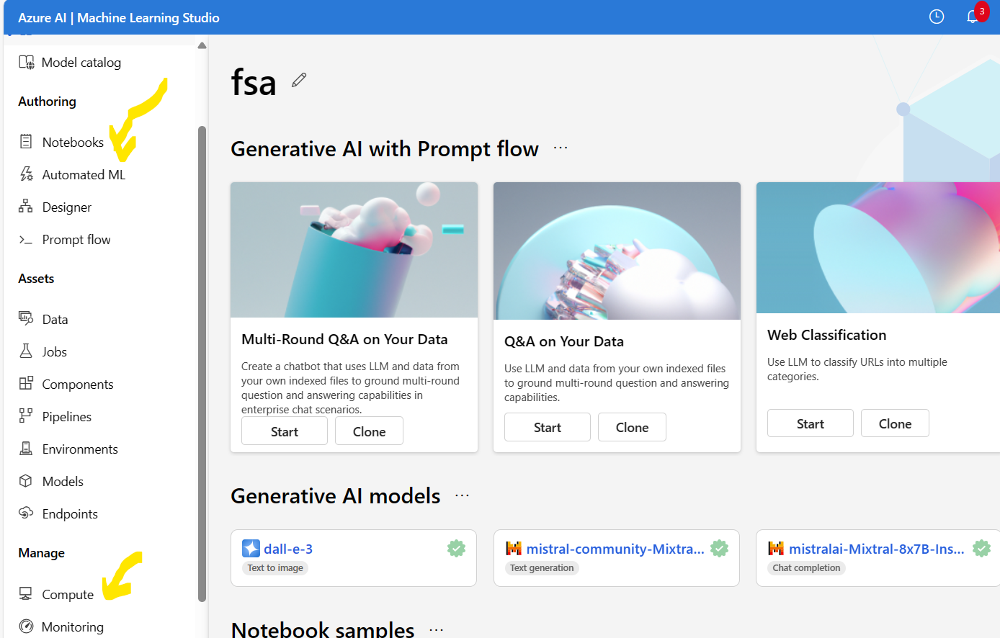 Azure AI | Machine Learning Studio
3
Model catalog
Authoring
Notebooks
Automated ML
Designer
Prompt flow
Assets
Data
Jobs
Components
Pipelines
Environments
Models
Endpoints
Manage
Compute
Monitoring
fsa
Generative AI with Prompt flow ...
Multi-Round Q&A on Your Data
Create a chatbot that uses LLM and data from
your own indexed files to ground multi-round
question and answering capabilities in
enterprise chat scenarios.
Start Clone
Q&A on Your Data
Use LLM and data from your own indexed files
to ground multi-round question and answering
capabilities.
Start Clone
Web Classification
Use LLM to classify URLs into multiple
categories.
Start Clone
Generative AI models ...
dall-e-3
Text to image
mistral-community-Mixtra...
Text generation
mistralai-Mixtral-8x7B-Ins...
Chat completion
Notebook samples ...